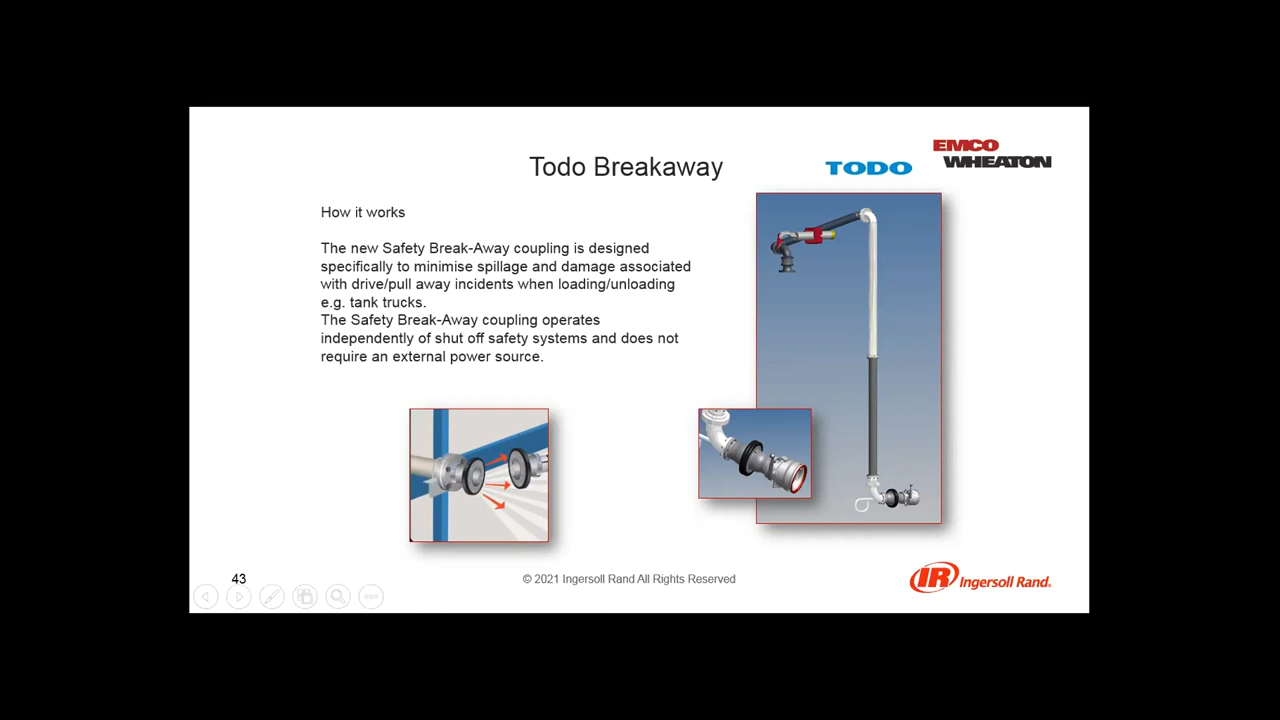 Todo Breakaway
TODO
EMCO
WHEATON
How it works
The new Safety Break-Away coupling is designed
specifically to minimise spillage and damage associated
with drive/pull away incidents when loading/unloading
e.g. tank trucks.
The Safety Break-Away coupling operates
independently of shut off safety systems and does not
require an external power source.
43
© 2021 Ingersoll Rand All Rights Reserved
IR Ingersoll Rand.